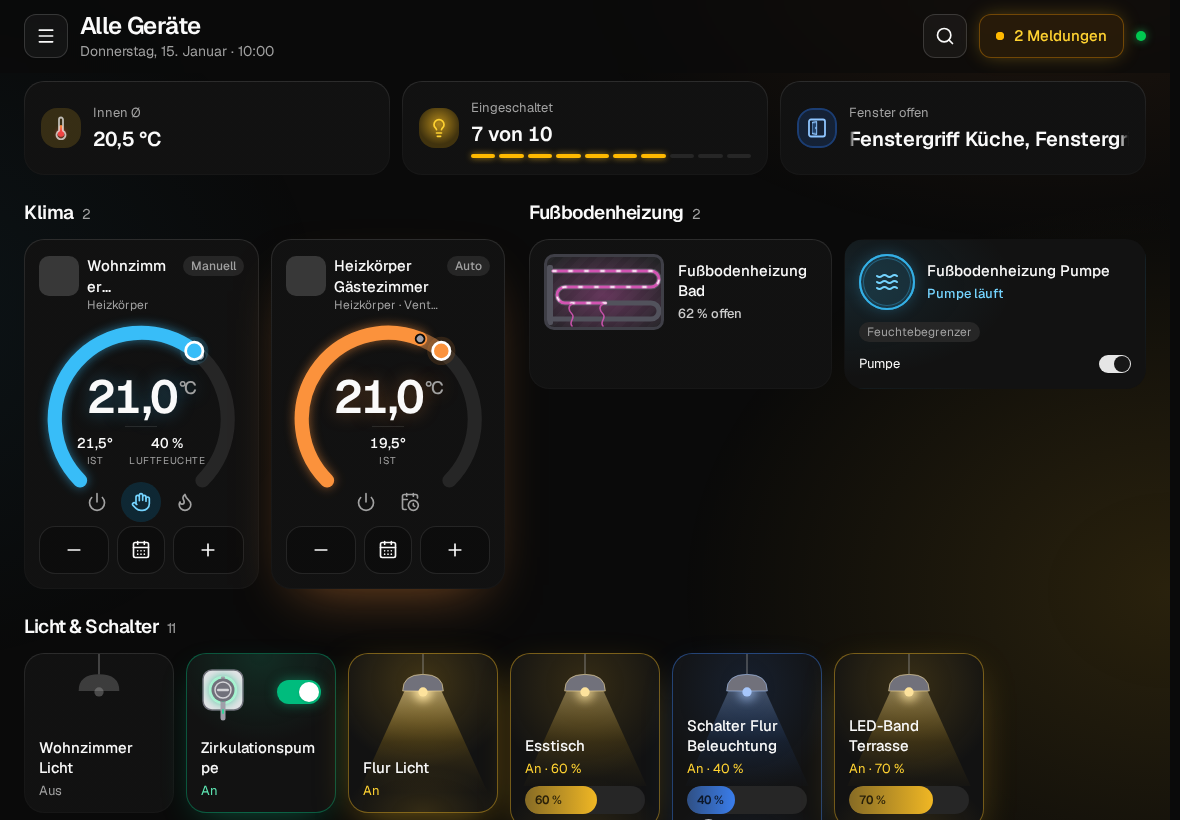 Alle Geräte
Donnerstag, 15. Januar · 10:00
2 Meldungen
Innen Ø
20,5 °C
Eingeschaltet
7 von 10
Fenster offen
Fenstergriff Küche, Fenstergr
Klima 2
Fußbodenheizung 2
Wohnzimm
er...
Manuell
Heizkörper
21,0 °C
21,5° 40 %
IST LUFTFEUCHTE
Heizkörper
Gästezimmer
Auto
Heizkörper · Vent...
21,0 °C
19,5°
IST
Fußbodenheizung
Bad
62 % offen
Fußbodenheizung Pumpe
Pumpe läuft
Feuchtebegrenzer
Pumpe
Licht & Schalter 11
Wohnzimmer
Licht
Aus
Zirkulationspum
pe
An
Flur Licht
An
Esstisch
An · 60 %
60 %
Schalter Flur
Beleuchtung
An · 40 %
40 %
LED-Band
Terrasse
An · 70 %
70 %